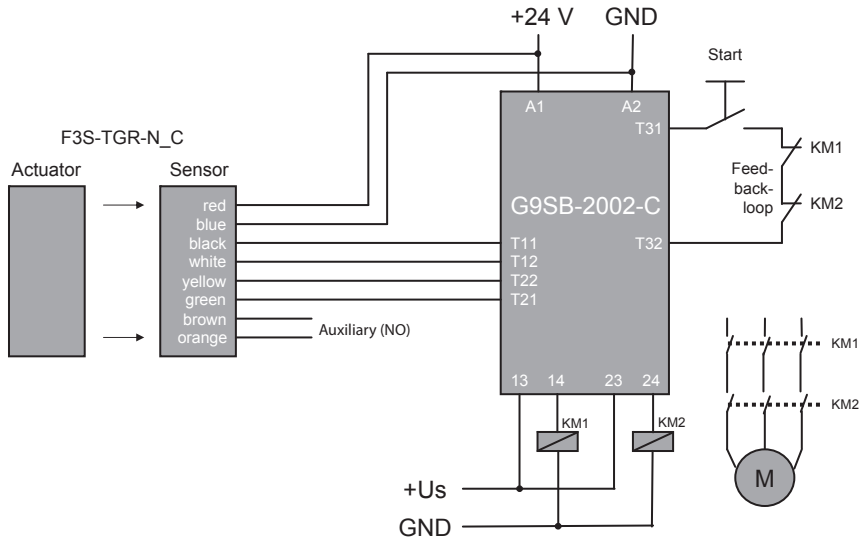 +24 V
GND
Start
F3S-TGR-N_C
Actuator
Sensor
A1
A2
T31
KM1
Feed-
back-
loop
KM2
red
blue
black
white
yellow
green
brown
orange
G9SB-2002-C
T11
T12
T22
T21
T32
Auxiliary (NO)
13
14
23
24
KM1
KM2
+Us
GND
KM1
KM2
M